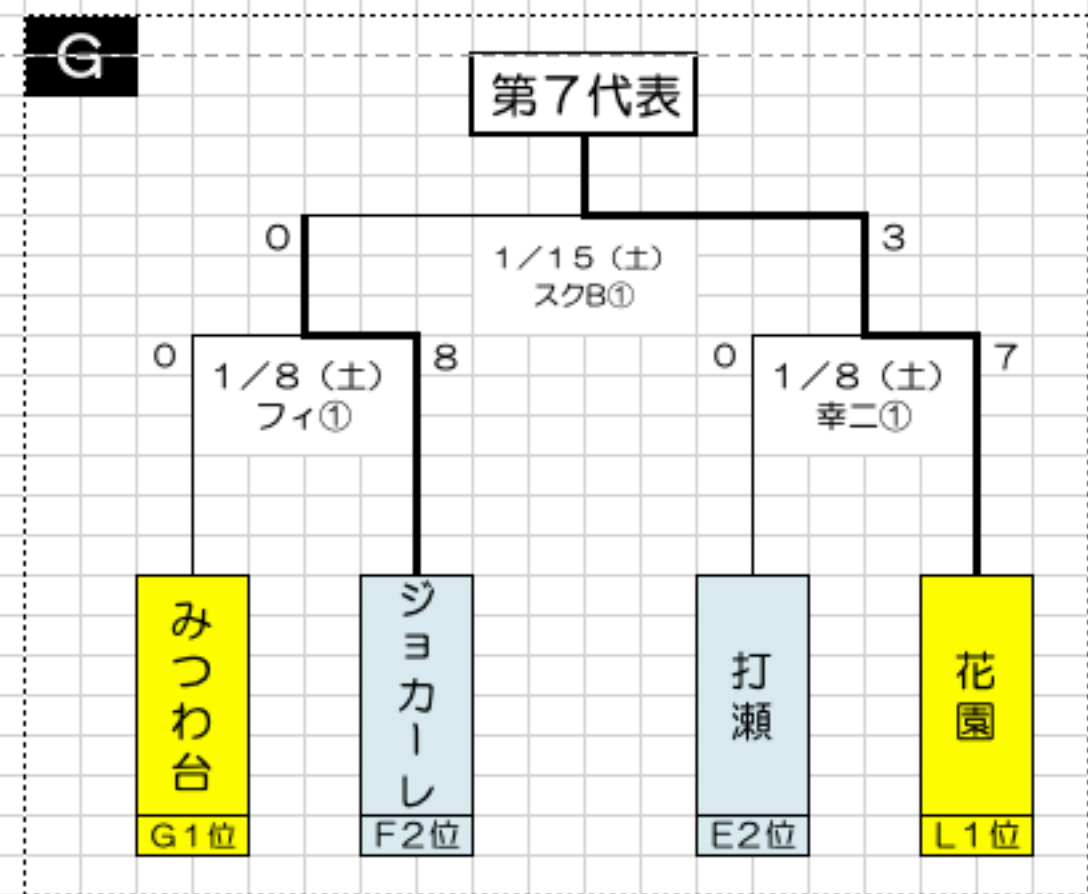 G
第7代表
0
3
1/15（土）
スクB①
0
8
0
7
1/8（土）
フィ①
1/8（土）
幸二①
みつわ台
ジョカーレ
打瀬
花園
G1位
F2位
E2位
L1位